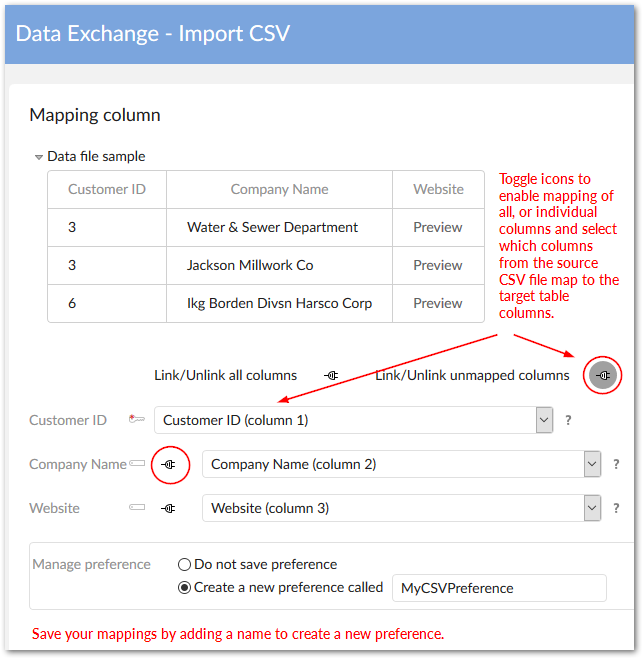 Data Exchange - Import CSV
Mapping column
Data file sample
Customer ID Company Name Website
3 Water & Sewer Department Preview
3 Jackson Millwork Co Preview
6 Ikg Borden Divsn Harsco Corp Preview
Toggle icons to
enable mapping of
all, or individual
columns and select
which columns
from the source
CSV file map to the
target table
columns.
Link/Unlink all columns Link/Unlink unmapped columns
Customer ID Customer ID (column 1) ?
Company Name Company Name (column 2) ?
Website Website (column 3) ?
Manage preference Do not save preference
Create a new preference called MyCSVPreference
Save your mappings by adding a name to create a new preference.